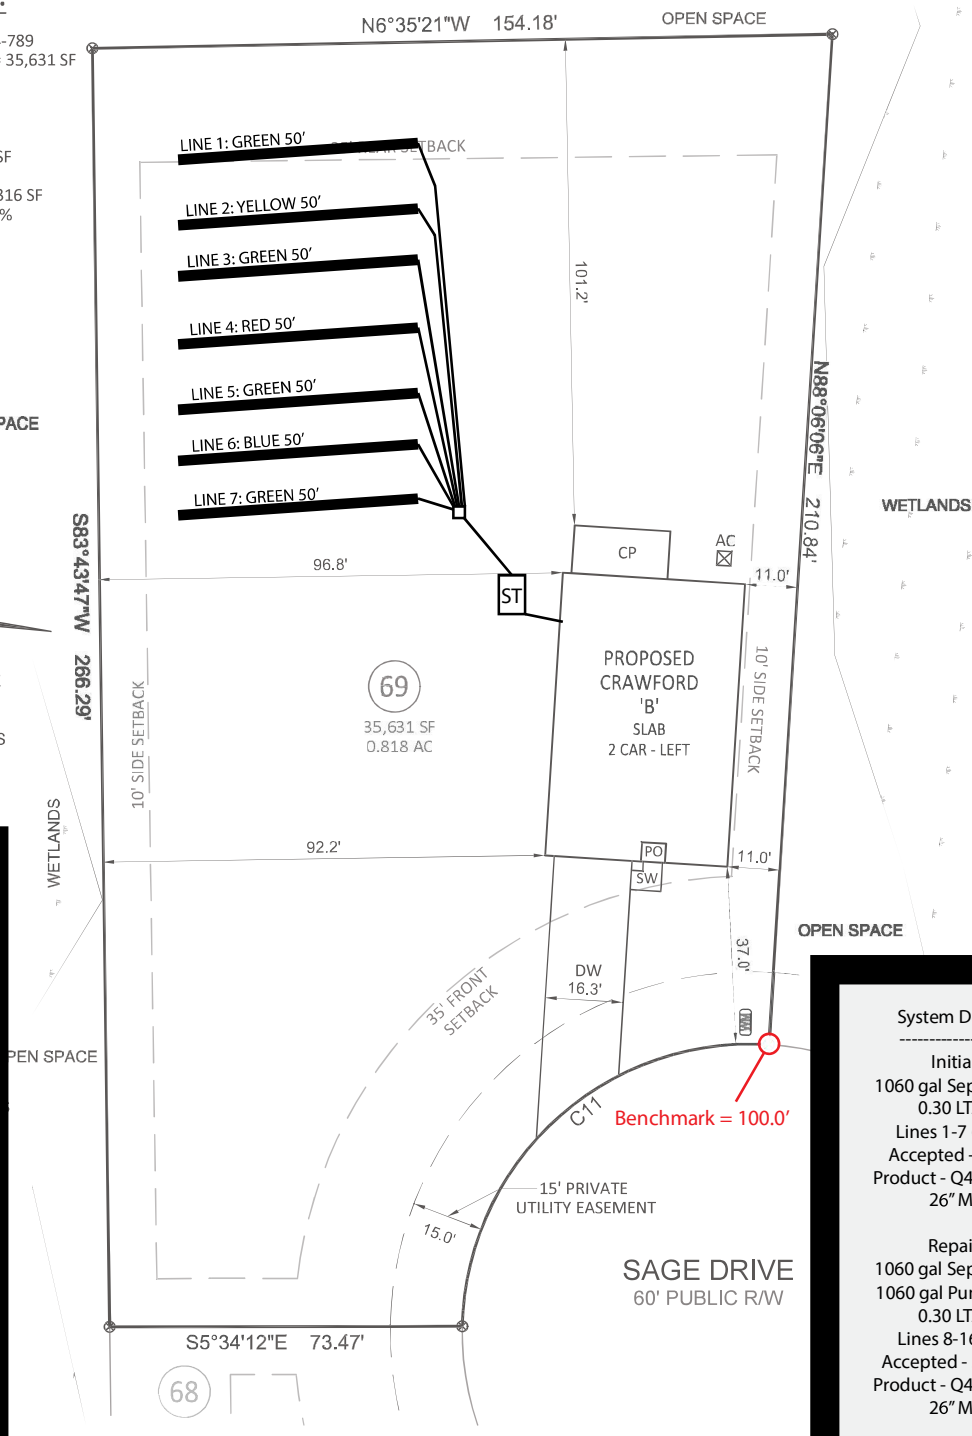 N6°35'21"W 154.18'
OPEN SPACE
-789
= 35,631 SF
SF
316 SF
%
LINE 1: GREEN 50'
SETBACK
LINE 2: YELLOW 50'
LINE 3: GREEN 50'
LINE 4: RED 50'
LINE 5: GREEN 50'
LINE 6: BLUE 50'
LINE 7: GREEN 50'
101.2'
N88°06'06"E 210.84'
PACE
WETLANDS
S83°43'47"W 266.29'
96.8'
CP
AC
11.0'
ST
PROPOSED
CRAWFORD
'B'
SLAB
2 CAR - LEFT
10' SIDE SETBACK
69
35,631 SF
0.818 AC
10' SIDE SETBACK
S
WETLANDS
92.2'
PO
SW
11.0'
37.0'
OPEN SPACE
35' FRONT
SETBACK
DW
16.3'
PEN SPACE
C11
Benchmark = 100.0'
15' PRIVATE
UTILITY EASEMENT
15.0'
SAGE DRIVE
60' PUBLIC R/W
S5°34'12"E 73.47'
68
System D
Initia
1060 gal Sep
0.30 LT
Lines 1-7
Accepted -
Product - Q4
26" M
Repai
1060 gal Sep
1060 gal Pur
0.30 LT
Lines 8-16
Accepted -
Product - Q4
26" M